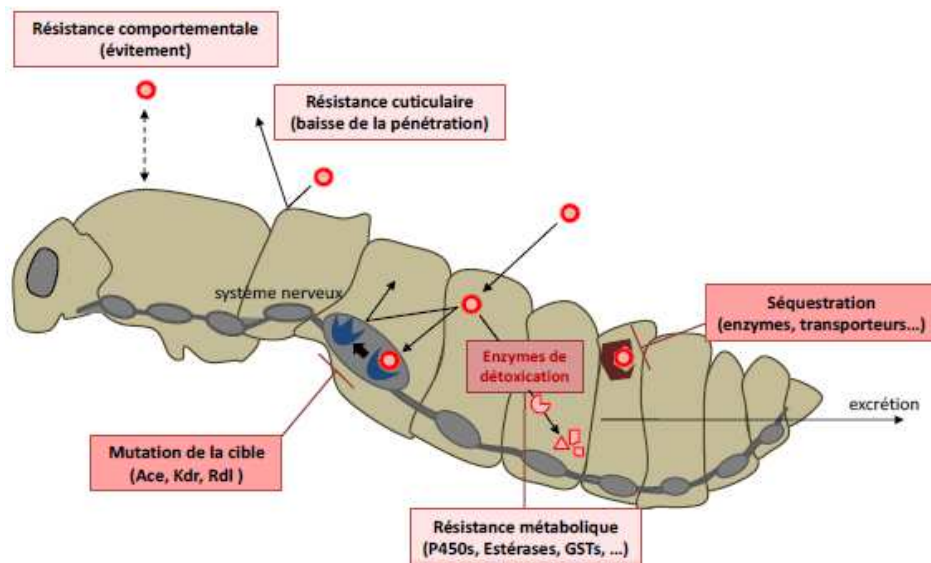 Résistance comportementale
(évitement)
Résistance cuticulaire
(baisse de la pénétration)
système nerveux
Séquestration
(enzymes, transporteurs...)
Enzymes de
détoxication
excrétion
Mutation de la cible
(Ace, Kdr, Rdl )
Résistance métabolique
(P450s, Estérases, GSTs, ...)